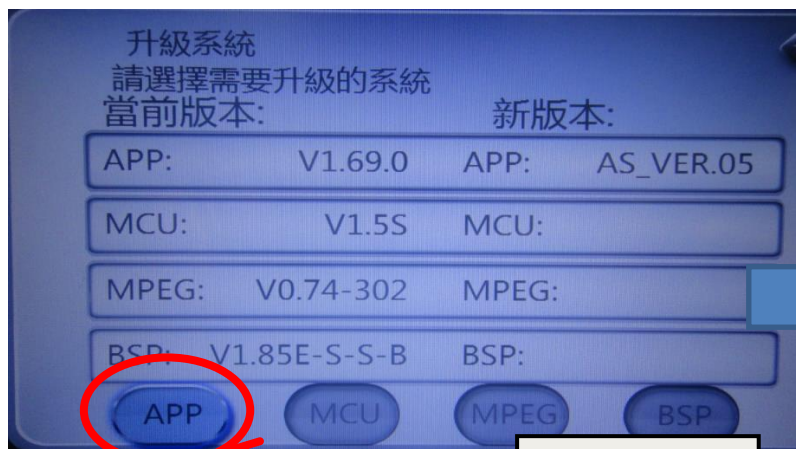 升級系統
請選擇需要升級的系統
當前版本: 新版本:
APP: V1.69.0 APP: AS_VER.05
MCU: V1.5S MCU:
MPEG: V0.74-302 MPEG:
BSP: V1.85E-S-S-B BSP:
APP MCU MPEG BSP